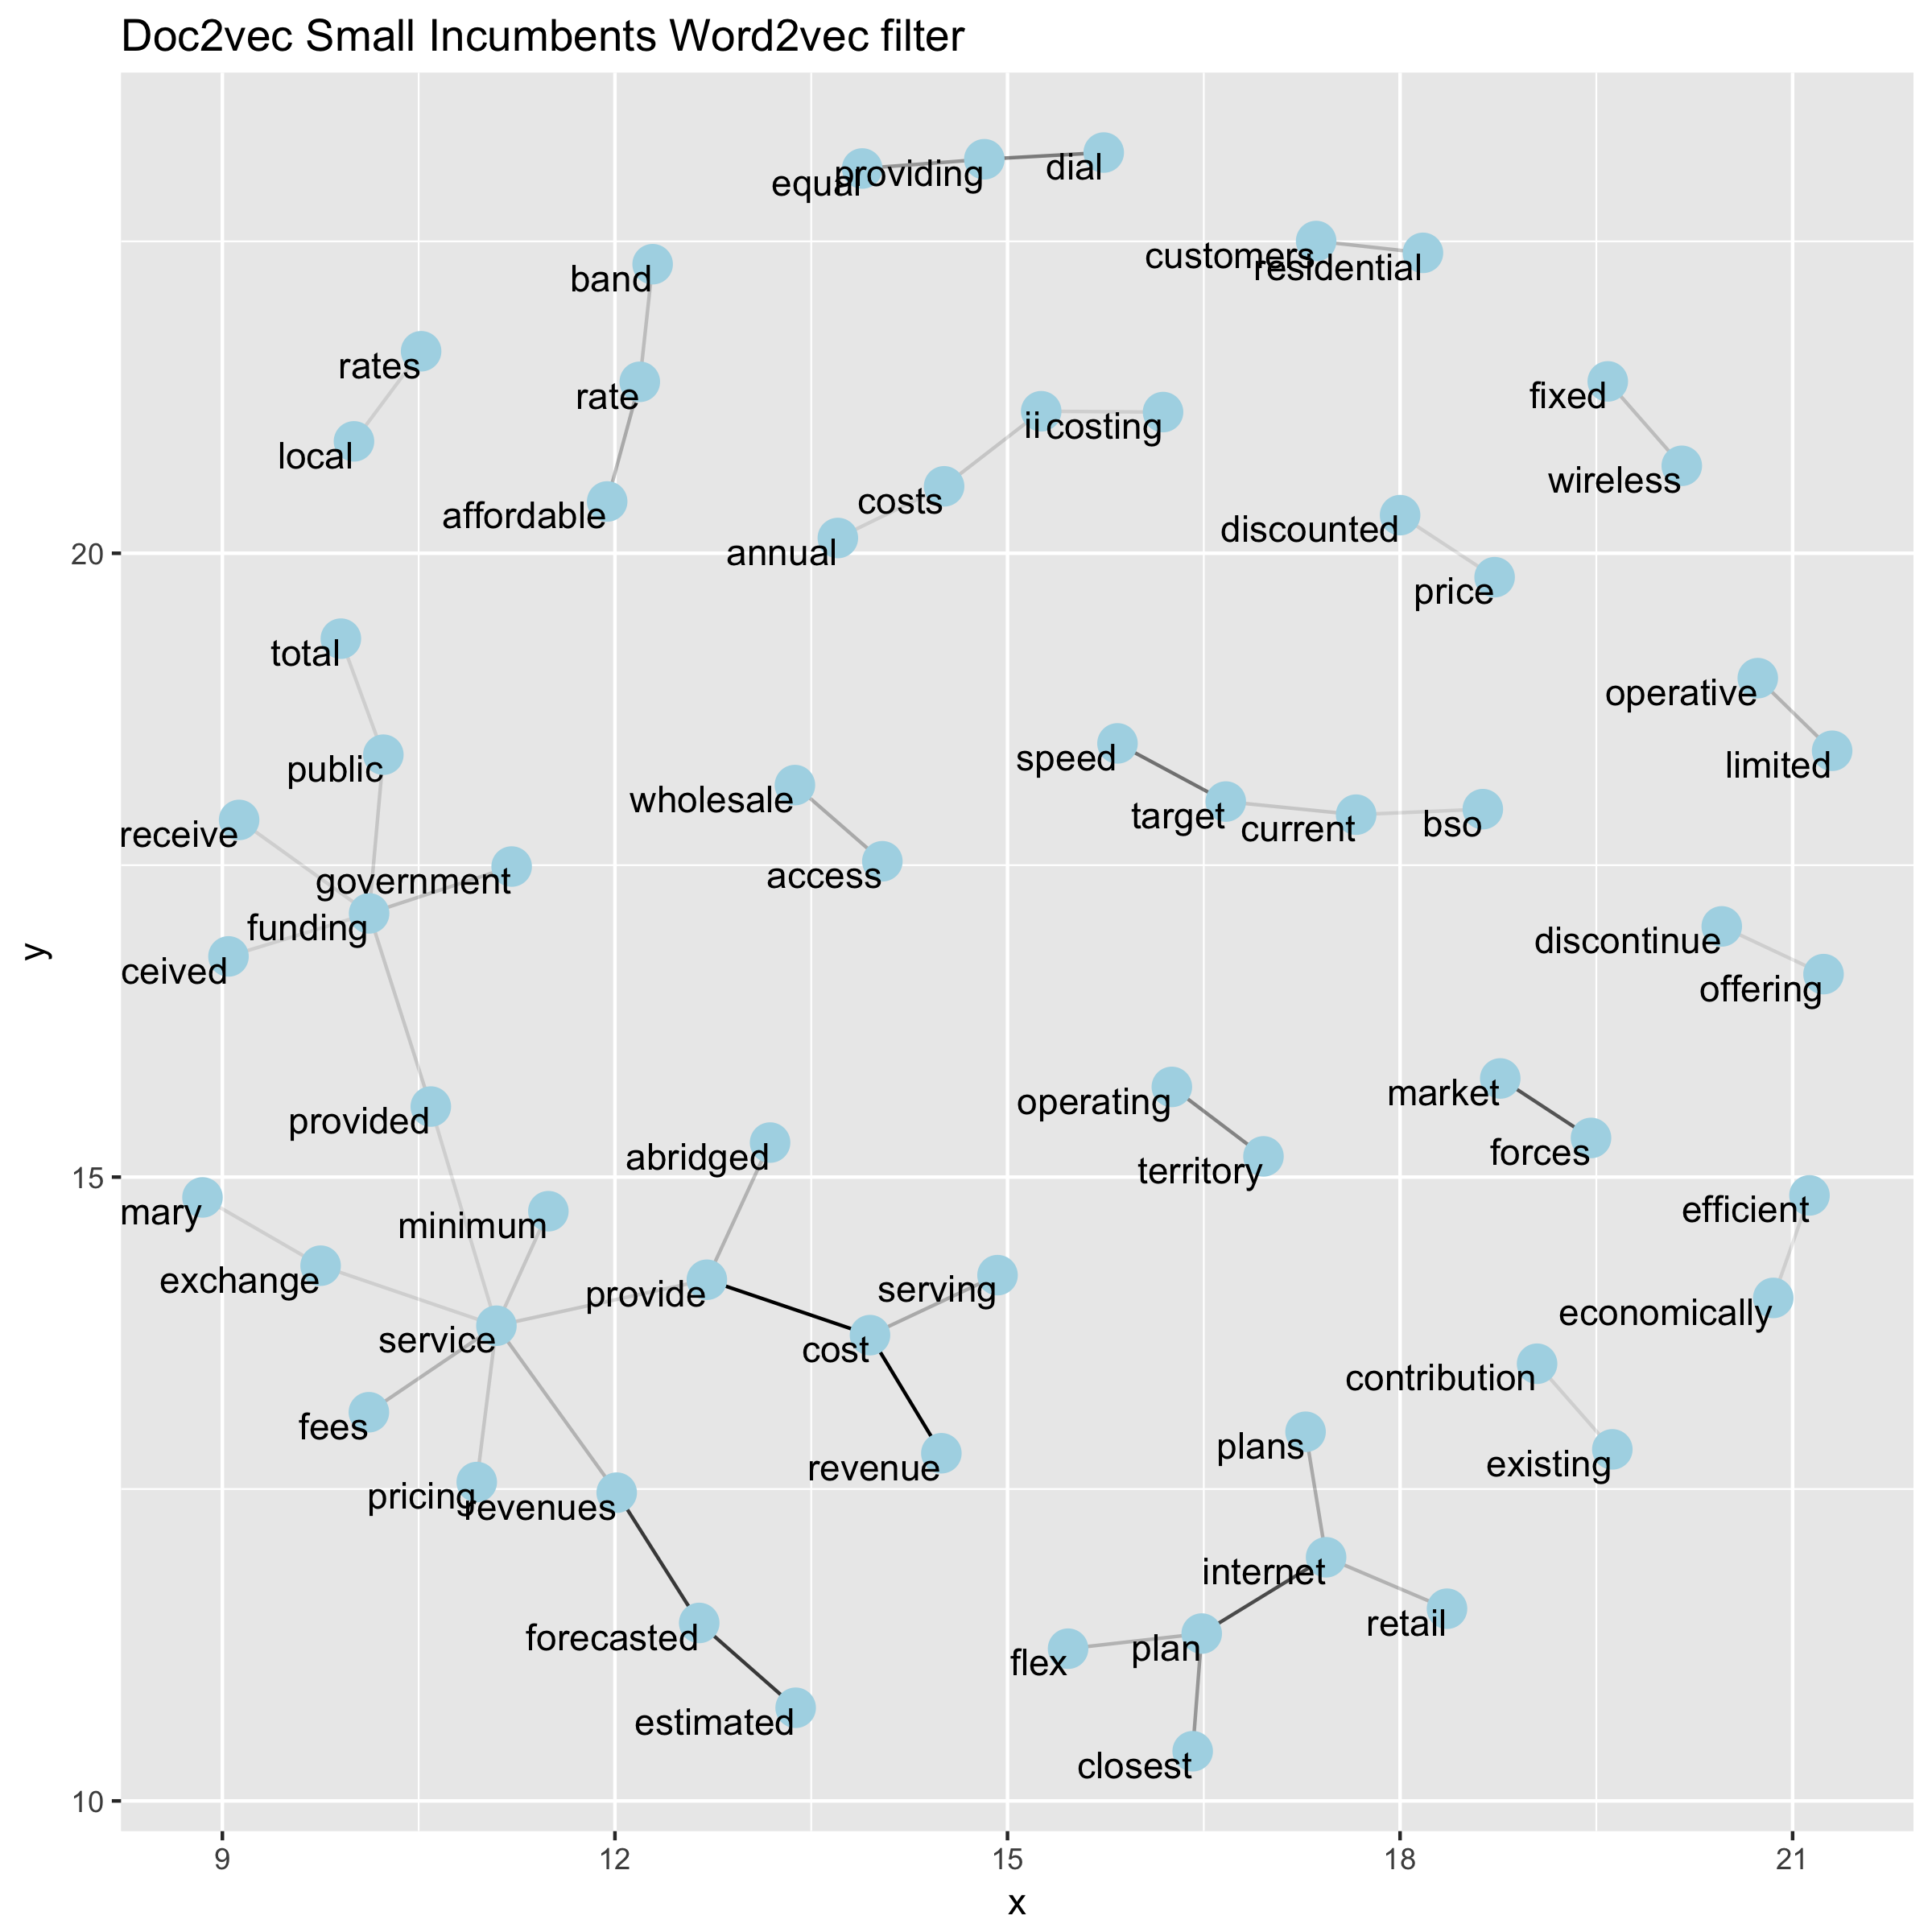 Doc2vec Small Incumbents Word2vec filter
equal
providing
dial
customers
residential
band
rates
rate
fixed
local
ii
costing
wireless
costs
affordable
discounted
annual
20
price
total
operative
public
speed
limited
wholesale
target
current
bso
receive
access
government
funding
discontinue
ceived
offering
y
provided
operating
market
abridged
forces
territory
15
mary
minimum
efficient
exchange
provide
serving
economically
service
cost
contribution
fees
plans
existing
revenue
pricing
revenues
internet
retail
forecasted
plan
flex
estimated
closest
10
9
12
15
18
21
x